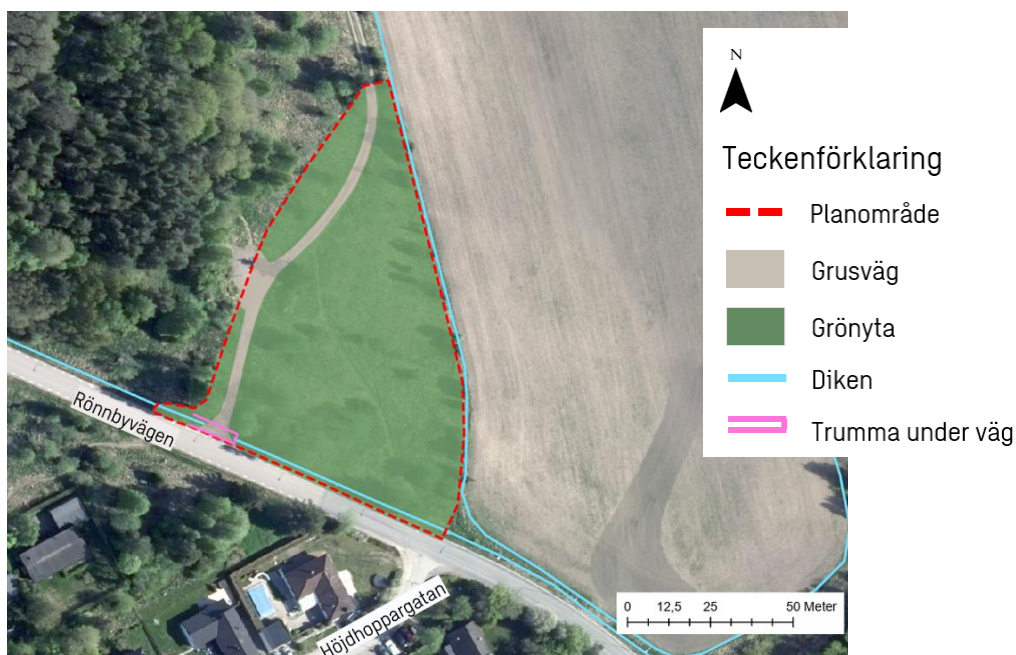 N
Teckenförklaring
Planområde
Grusväg
Grönyta
Diken
Trumma under väg
Rönnbyvägen
Höjdhoppargatan
0 12,5 25 50 Meter